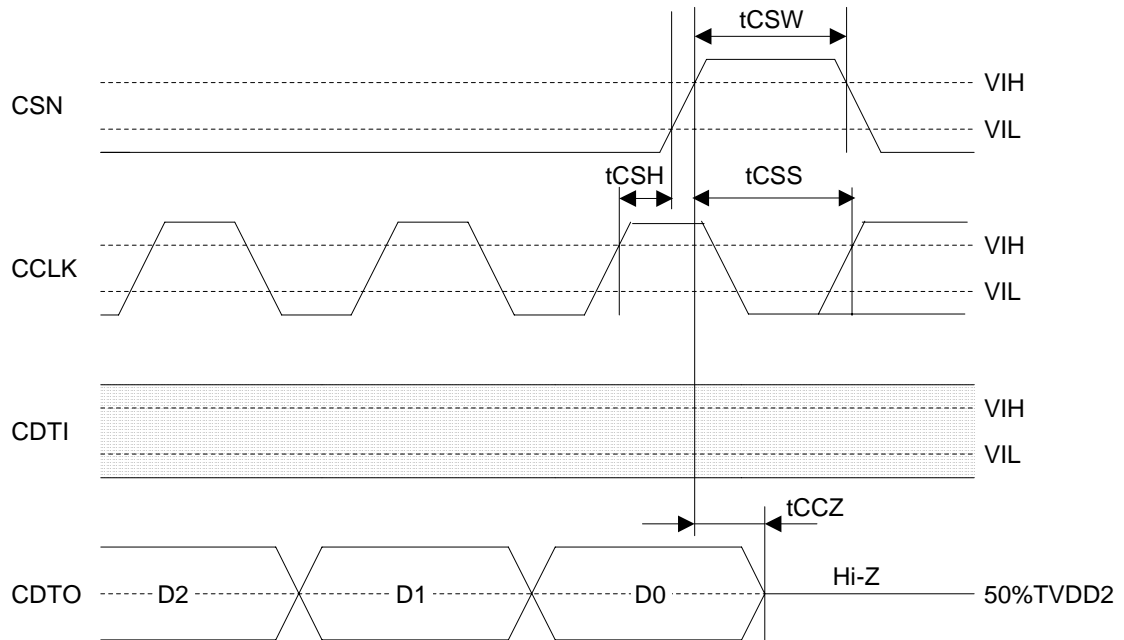 tCSW
VIH
CSN
VIL
tCSH
tCSS
VIH
CCLK
VIL
VIH
CDTI
VIL
tCCZ
Hi-Z
CDTO D2 D1 D0 50%TVDD2